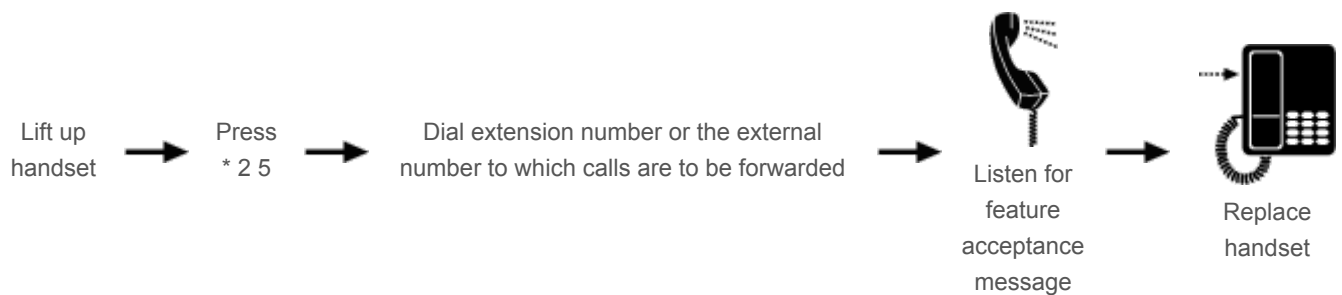 Lift up
handset
Press
* 2 5
Dial extension number or the external
number to which calls are to be forwarded
Listen for
feature
acceptance
message
Replace
handset